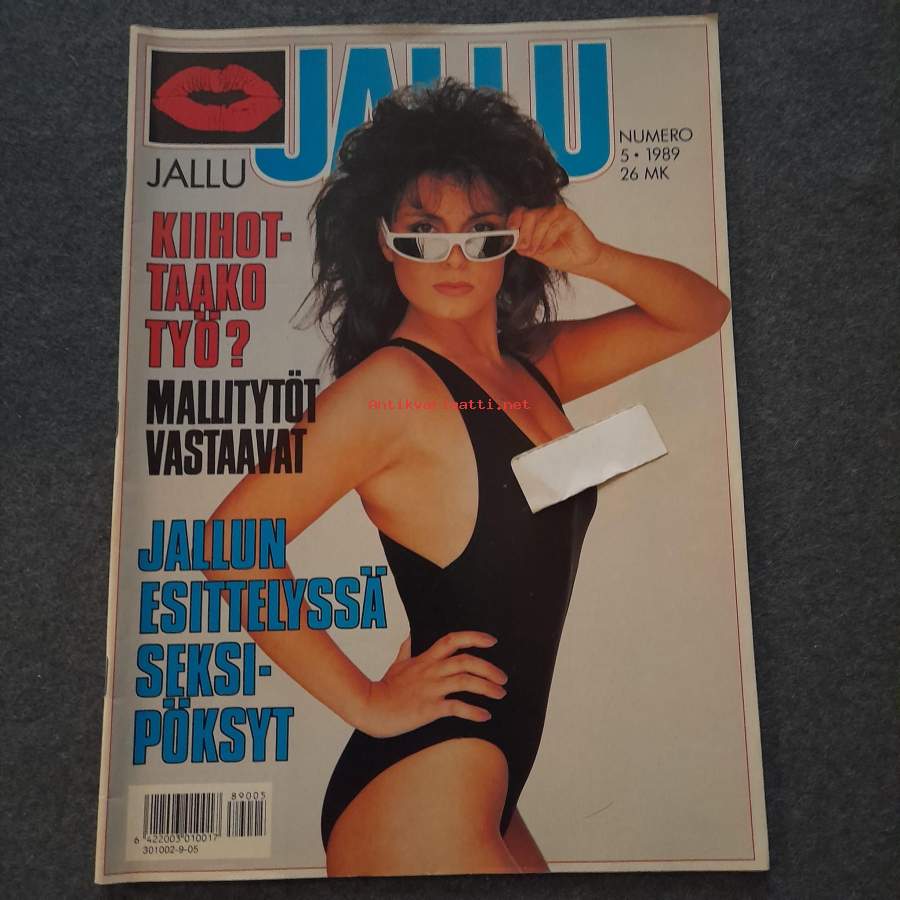 JALLU
JALLU
NUMERO
5 • 1989
26 MK
KIIHOT-
TAAKO
TYÖ?
MALLITYTÖT
VASTAAVAT
Antikvariaatti.net
JALLUN
ESITTELYSSÄ
SEKSI-
PÖKSYT
89005
6 422003 010017
301002-9-05